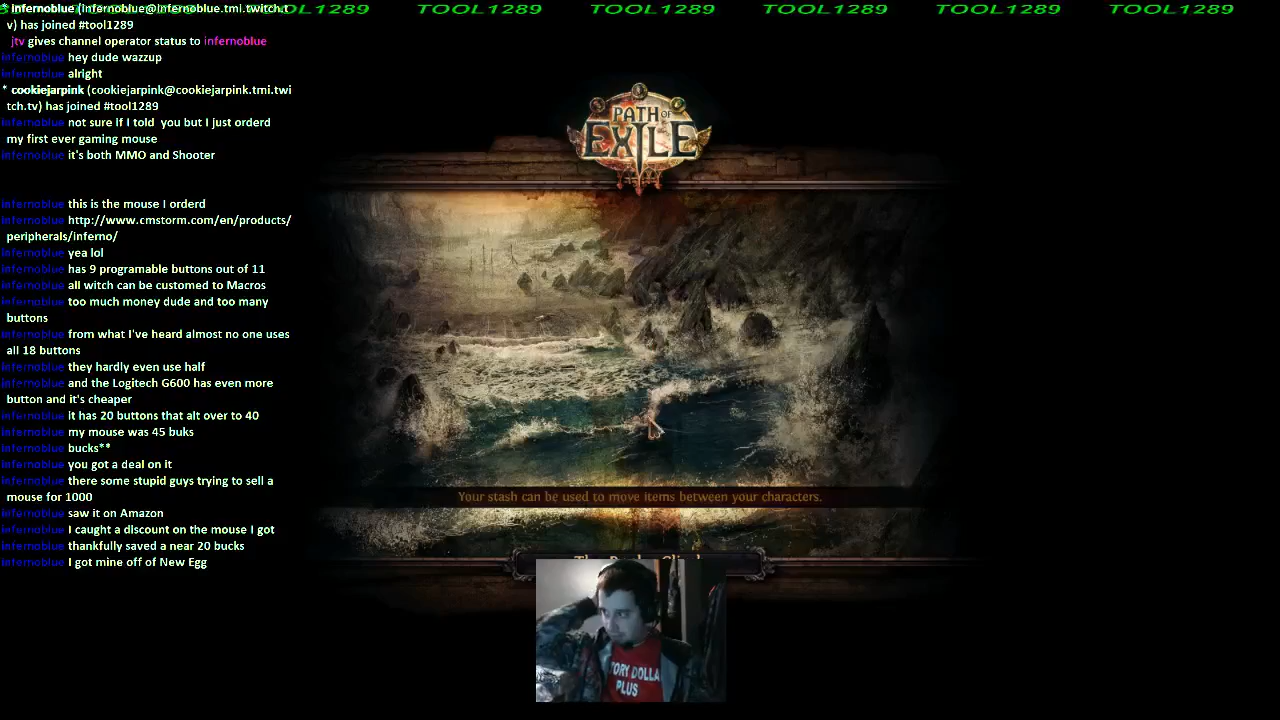 TOOL1289 TOOL1289 TOOL1289 TOOL1289 TOOL1289 TOOL1289
* infernoblue (infernoblue@infernoblue.tmi.twitch.t
v) has joined #tool1289
jtv gives channel operator status to infernoblue
infernoblue hey dude wazzup
infernoblue alright
* cookiejarpink (cookiejarpink@cookiejarpink.tmi.twi
tch.tv) has joined #tool1289
infernoblue not sure if I told you but I just orderd
my first ever gaming mouse
infernoblue it's both MMO and Shooter
infernoblue this is the mouse I orderd
infernoblue http://www.cmstorm.com/en/products/
peripherals/inferno/
infernoblue yea lol
infernoblue has 9 programable buttons out of 11
infernoblue all witch can be customed to Macros
infernoblue too much money dude and too many
buttons
infernoblue from what I've heard almost no one uses
all 18 buttons
infernoblue they hardly even use half
infernoblue and the Logitech G600 has even more
button and it's cheaper
infernoblue it has 20 buttons that alt over to 40
infernoblue my mouse was 45 buks
infernoblue bucks**
infernoblue you got a deal on it
infernoblue there some stupid guys trying to sell a
mouse for 1000
infernoblue saw it on Amazon
infernoblue I caught a discount on the mouse I got
infernoblue thankfully saved a near 20 bucks
infernoblue I got mine off of New Egg
PATH OF
EXILE
Your stash can be used to move items between your characters.
TORY DOLLA
PLUS